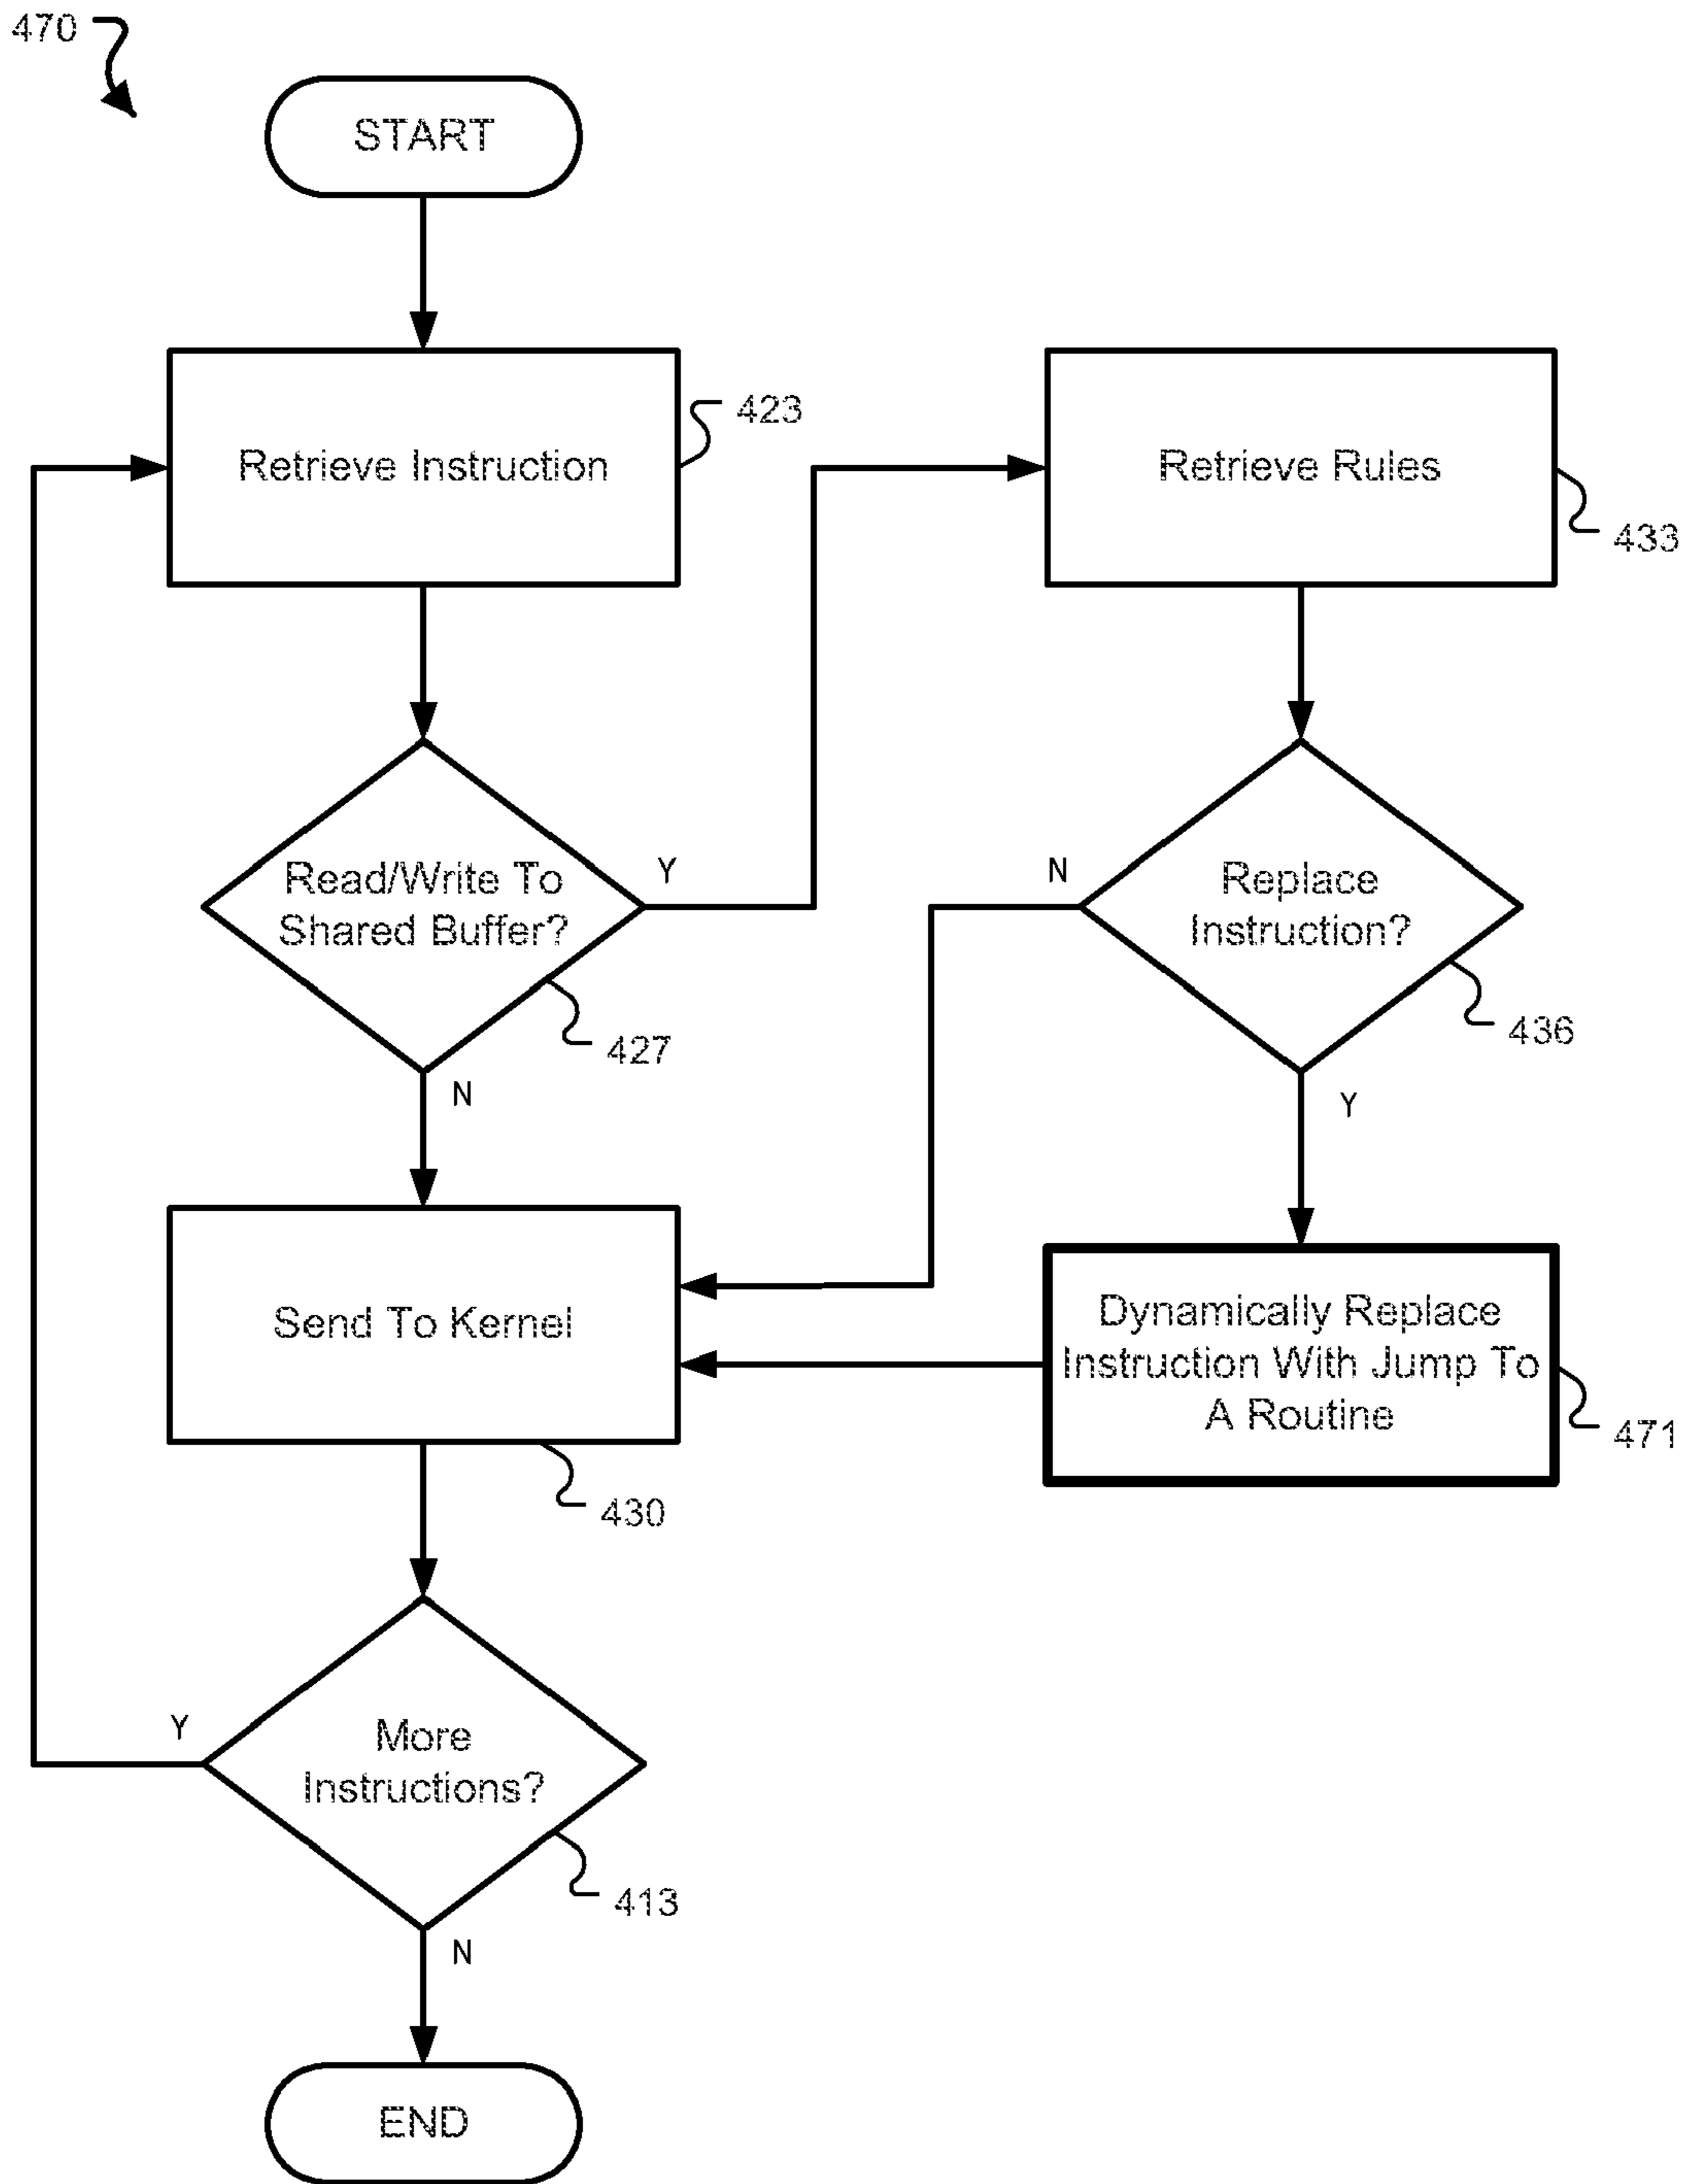 470
START
Retrieve Instruction
423
Retrieve Rules
433
Read/Write To
Shared Buffer?
Y
427
N
Replace
Instruction?
N
436
Y
Send To Kernel
430
Dynamically Replace
Instruction With Jump To
A Routine
471
More
Instructions?
Y
413
N
END